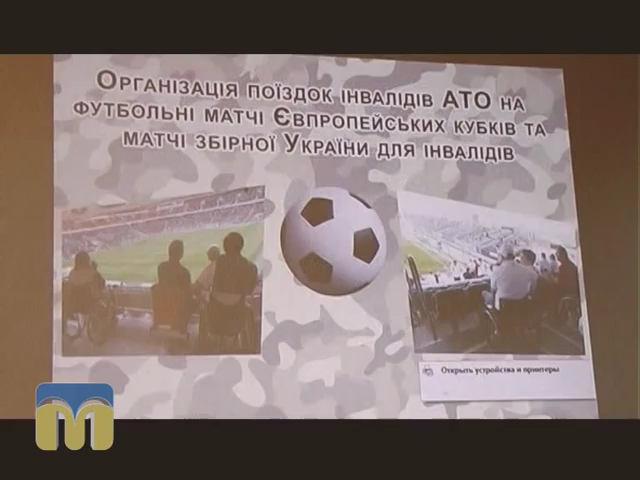 Організація поїздок інвалідів АТО на
футбольні матчі Європейських кубків та
матчі збірної України для інвалідів
Открыть устройства и принтеры
М